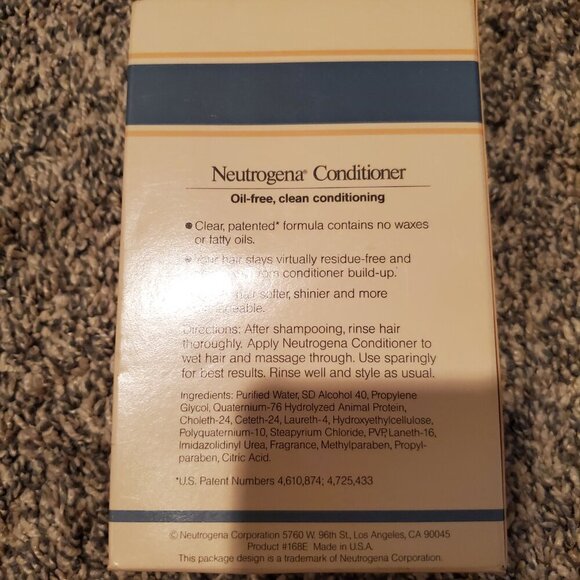 Neutrogena® Conditioner
Oil-free, clean conditioning
• Clear, patented* formula contains no waxes
or fatty oils.
hair stays virtually residue-free and
conditioner build-up.
softer, shinier and more
Directions: After shampooing, rinse hair
thoroughly. Apply Neutrogena Conditioner to
wet hair and massage through. Use sparingly
for best results. Rinse well and style as usual.
Ingredients: Purified Water, SD Alcohol 40, Propylene
Glycol, Quaternium-76 Hydrolyzed Animal Protein,
Choleth-24, Ceteth-24, Laureth-4, Hydroxyethylcellulose,
Polyquaternium-10, Steapyrium Chloride, PVP, Laneth-16,
Imidazolidinyl Urea, Fragrance, Methylparaben, Propyl-
paraben, Citric Acid.
*U.S. Patent Numbers 4,610,874; 4,725,433
© Neutrogena Corporation 5760 W. 96th St., Los Angeles, CA 90045
Product #168E Made in U.S.A.
This package design is a trademark of Neutrogena Corporation.